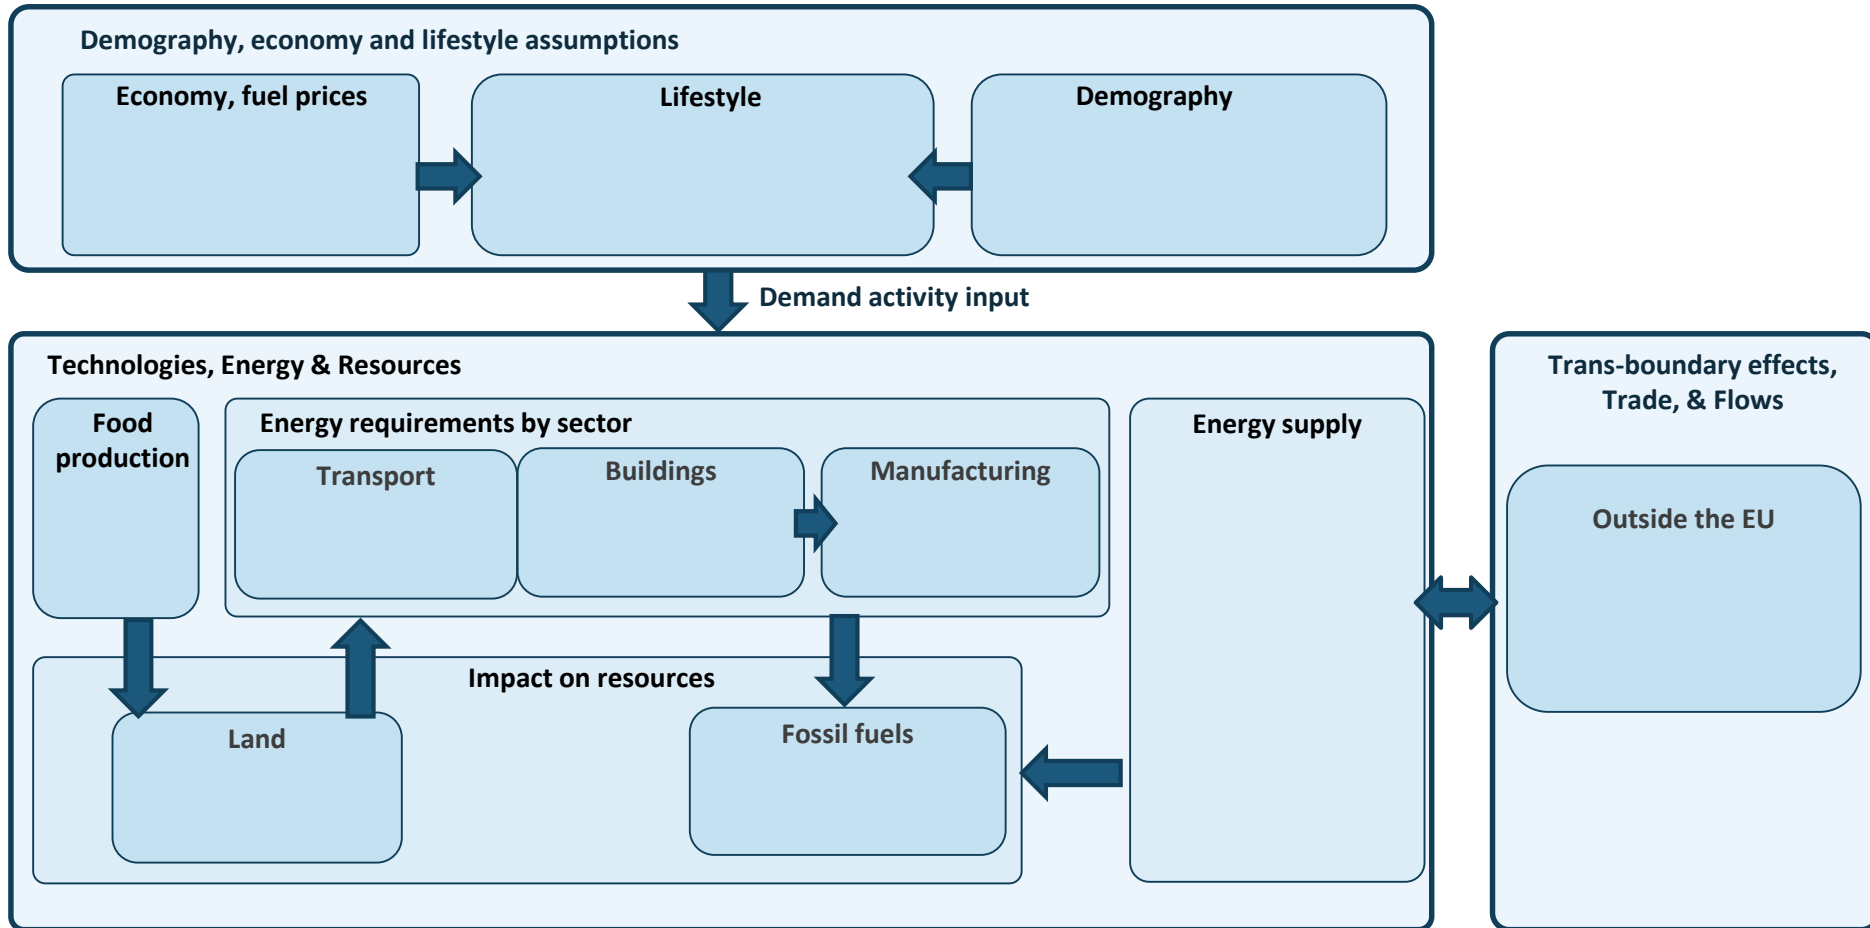 Demography, economy and lifestyle assumptions
Economy, fuel prices
Lifestyle
Demography
Demand activity input
Technologies, Energy & Resources
Trans-boundary effects,
Trade, & Flows
Food
production
Energy requirements by sector
Transport
Buildings
Manufacturing
Energy supply
Outside the EU
Impact on resources
Land
Fossil fuels